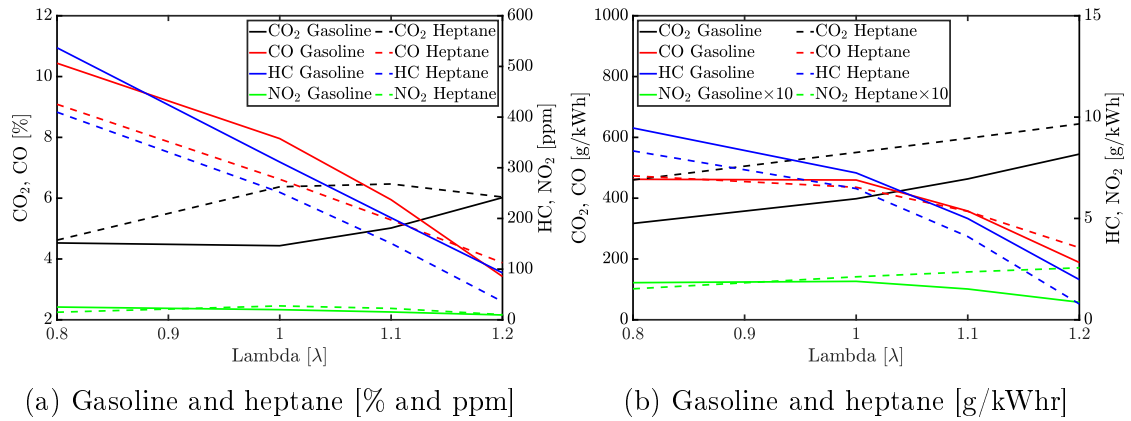 12
10
8
6
4
2
CO₂, CO [%]
600
500
400
300
200
100
0
HC, NO₂ [ppm]
CO₂ Gasoline CO₂ Heptane
CO Gasoline CO Heptane
HC Gasoline HC Heptane
NO₂ Gasoline NO₂ Heptane
0.8 0.9 1 1.1 1.2
Lambda [λ]
(a) Gasoline and heptane [% and ppm]
1000
800
600
400
200
0
CO₂, CO [g/kWh]
15
10
5
0
HC, NO₂ [g/kWh]
CO₂ Gasoline CO₂ Heptane
CO Gasoline CO Heptane
HC Gasoline HC Heptane
NO₂ Gasoline×10 NO₂ Heptane×10
0.8 0.9 1 1.1 1.2
Lambda [λ]
(b) Gasoline and heptane [g/kWhr]